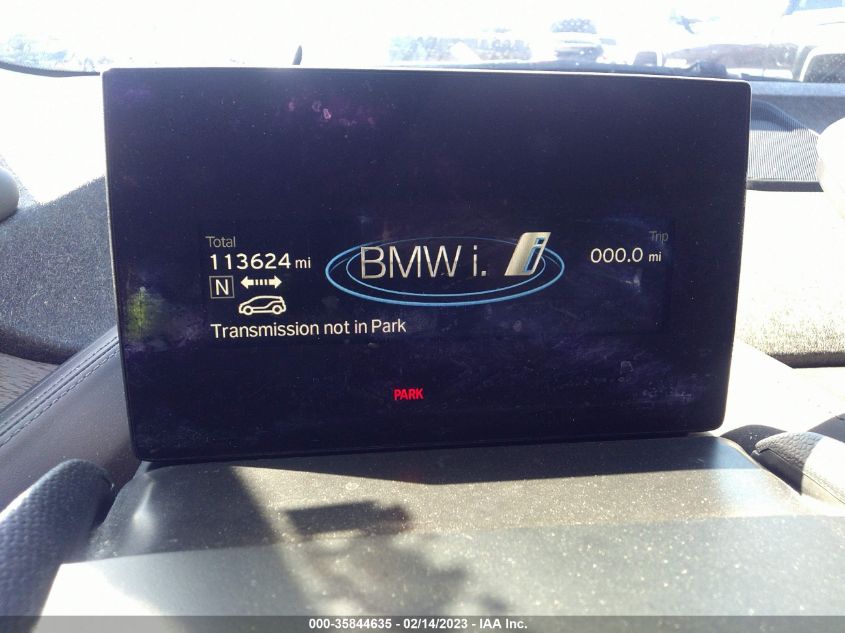 Total
Trip
113624 mi
BMW i. i
000.0 mi
N
Transmission not in Park
PARK
000-35844635 - 02/14/2023 - IAA Inc.